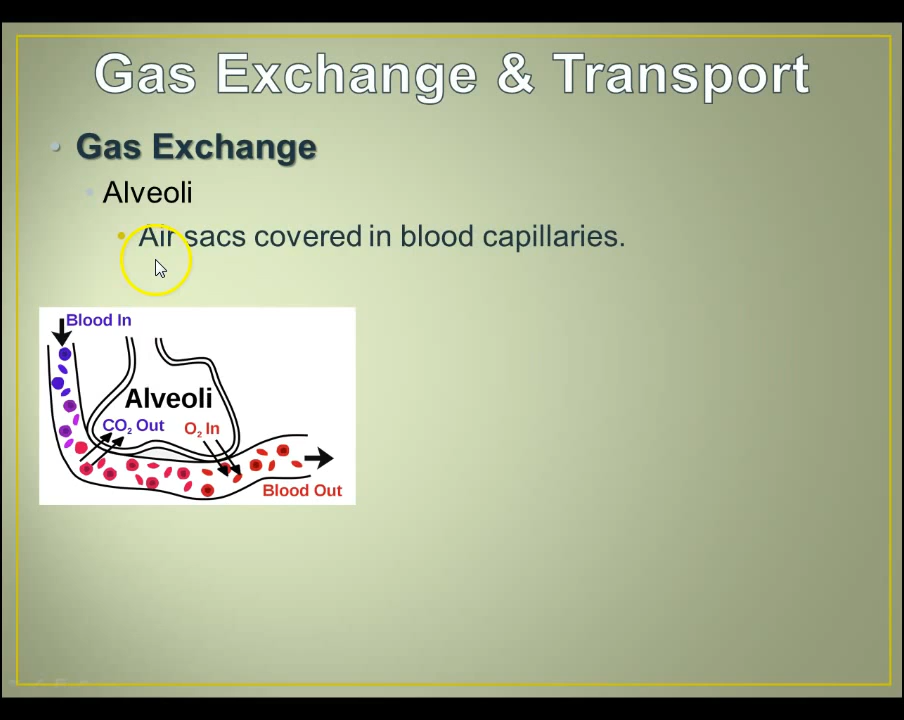 Gas Exchange & Transport
Gas Exchange
Alveoli
Air sacs covered in blood capillaries.
Blood In
Alveoli
CO₂ Out O₂ In
Blood Out